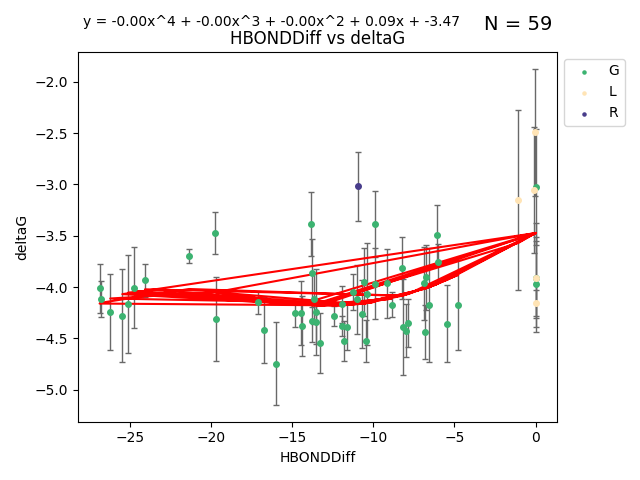 y = -0.00x^4 + -0.00x^3 + -0.00x^2 + 0.09x + -3.47 N = 59
HBONDDiff vs deltaG
G
L
R
deltaG
−2.0
−2.5
−3.0
−3.5
−4.0
−4.5
−5.0
−25 −20 −15 −10 −5 0
HBONDDiff